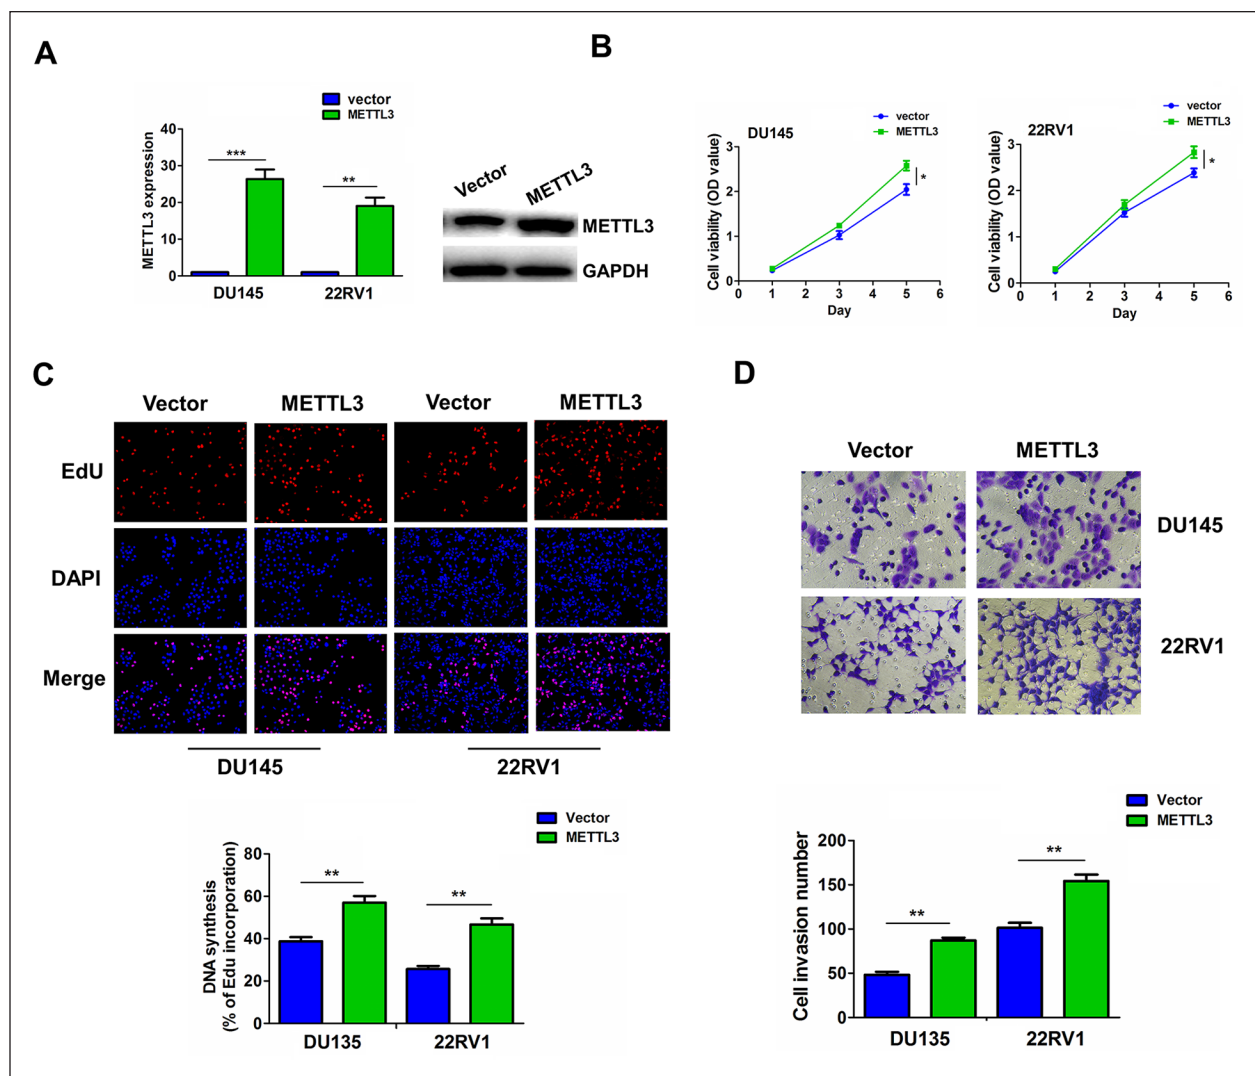 A
vector
METTL3
METTL3 expression
40
30
20
10
0
***
**
DU145
22RV1
Vector
METTL3
METTL3
GAPDH
B
DU145
vector
METTL3
Cell viability (OD value)
3
2
1
0
*
0 1 2 3 4 5 6
Day
22RV1
vector
METTL3
Cell viability (OD value)
3
2
1
0
*
0 1 2 3 4 5 6
Day
C
Vector METTL3 Vector METTL3
EdU
DAPI
Merge
DU145 22RV1
Vector
METTL3
DNA synthesis
(% of Edu incorporation)
80
60
40
20
0
**
**
DU135 22RV1
D
Vector METTL3
DU145
22RV1
Vector
METTL3
Cell invasion number
200
150
100
50
0
**
**
DU135 22RV1